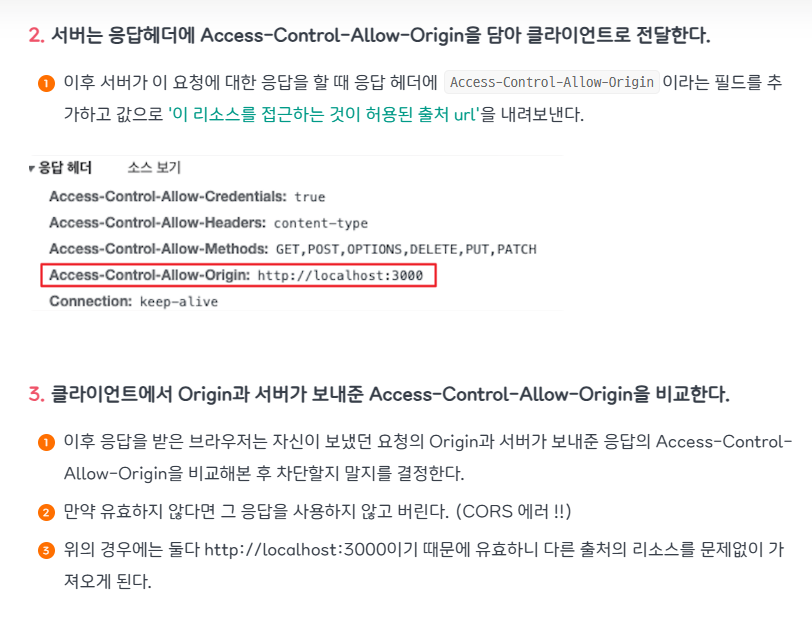 2. 서버는 응답헤더에 Access-Control-Allow-Origin을 담아 클라이언트로 전달한다.
1 이후 서버가 이 요청에 대한 응답을 할 때 응답 헤더에 Access-Control-Allow-Origin 이라는 필드를 추
가하고 값으로 '이 리소스를 접근하는 것이 허용된 출처 url'을 내려보낸다.
▾ 응답 헤더 소스 보기
Access-Control-Allow-Credentials: true
Access-Control-Allow-Headers: content-type
Access-Control-Allow-Methods: GET,POST,OPTIONS,DELETE,PUT,PATCH
Access-Control-Allow-Origin: http://localhost:3000
Connection: keep-alive
3. 클라이언트에서 Origin과 서버가 보내준 Access-Control-Allow-Origin을 비교한다.
1 이후 응답을 받은 브라우저는 자신이 보냈던 요청의 Origin과 서버가 보내준 응답의 Access-Control-
Allow-Origin을 비교해본 후 차단할지 말지를 결정한다.
2 만약 유효하지 않다면 그 응답을 사용하지 않고 버린다. (CORS 에러 !!)
3 위의 경우에는 둘다 http://localhost:3000이기 때문에 유효하니 다른 출처의 리소스를 문제없이 가
져오게 된다.